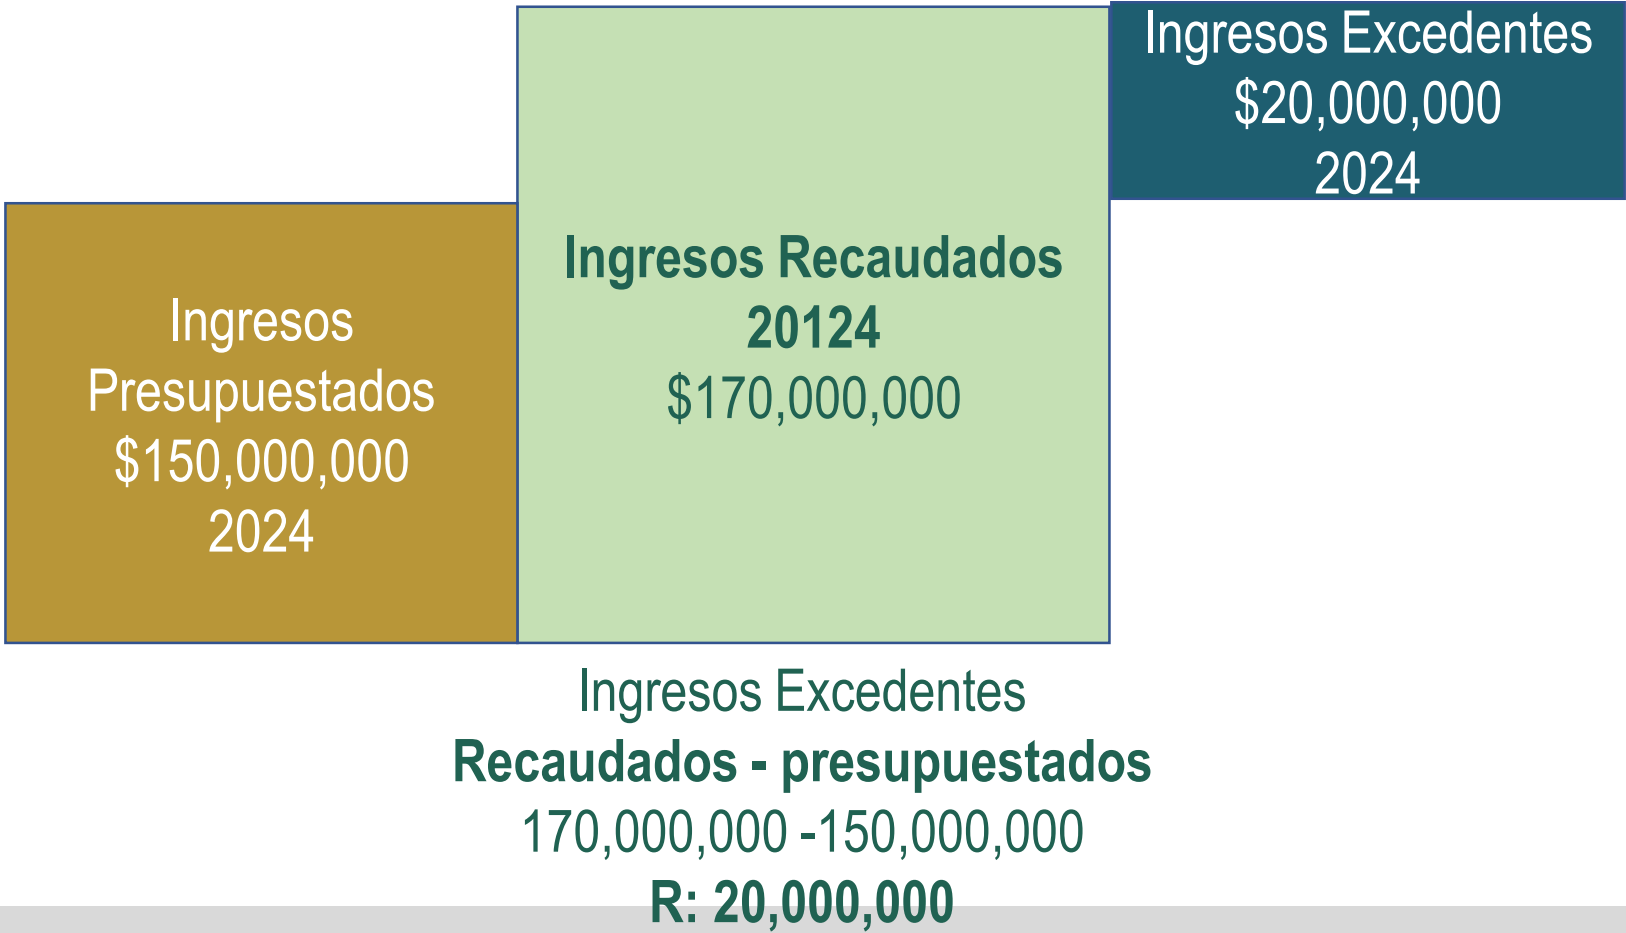 Ingresos
Presupuestados
$150,000,000
2024
Ingresos Recaudados
20124
$170,000,000
Ingresos Excedentes
$20,000,000
2024
Ingresos Excedentes
Recaudados - presupuestados
170,000,000 -150,000,000
R: 20,000,000